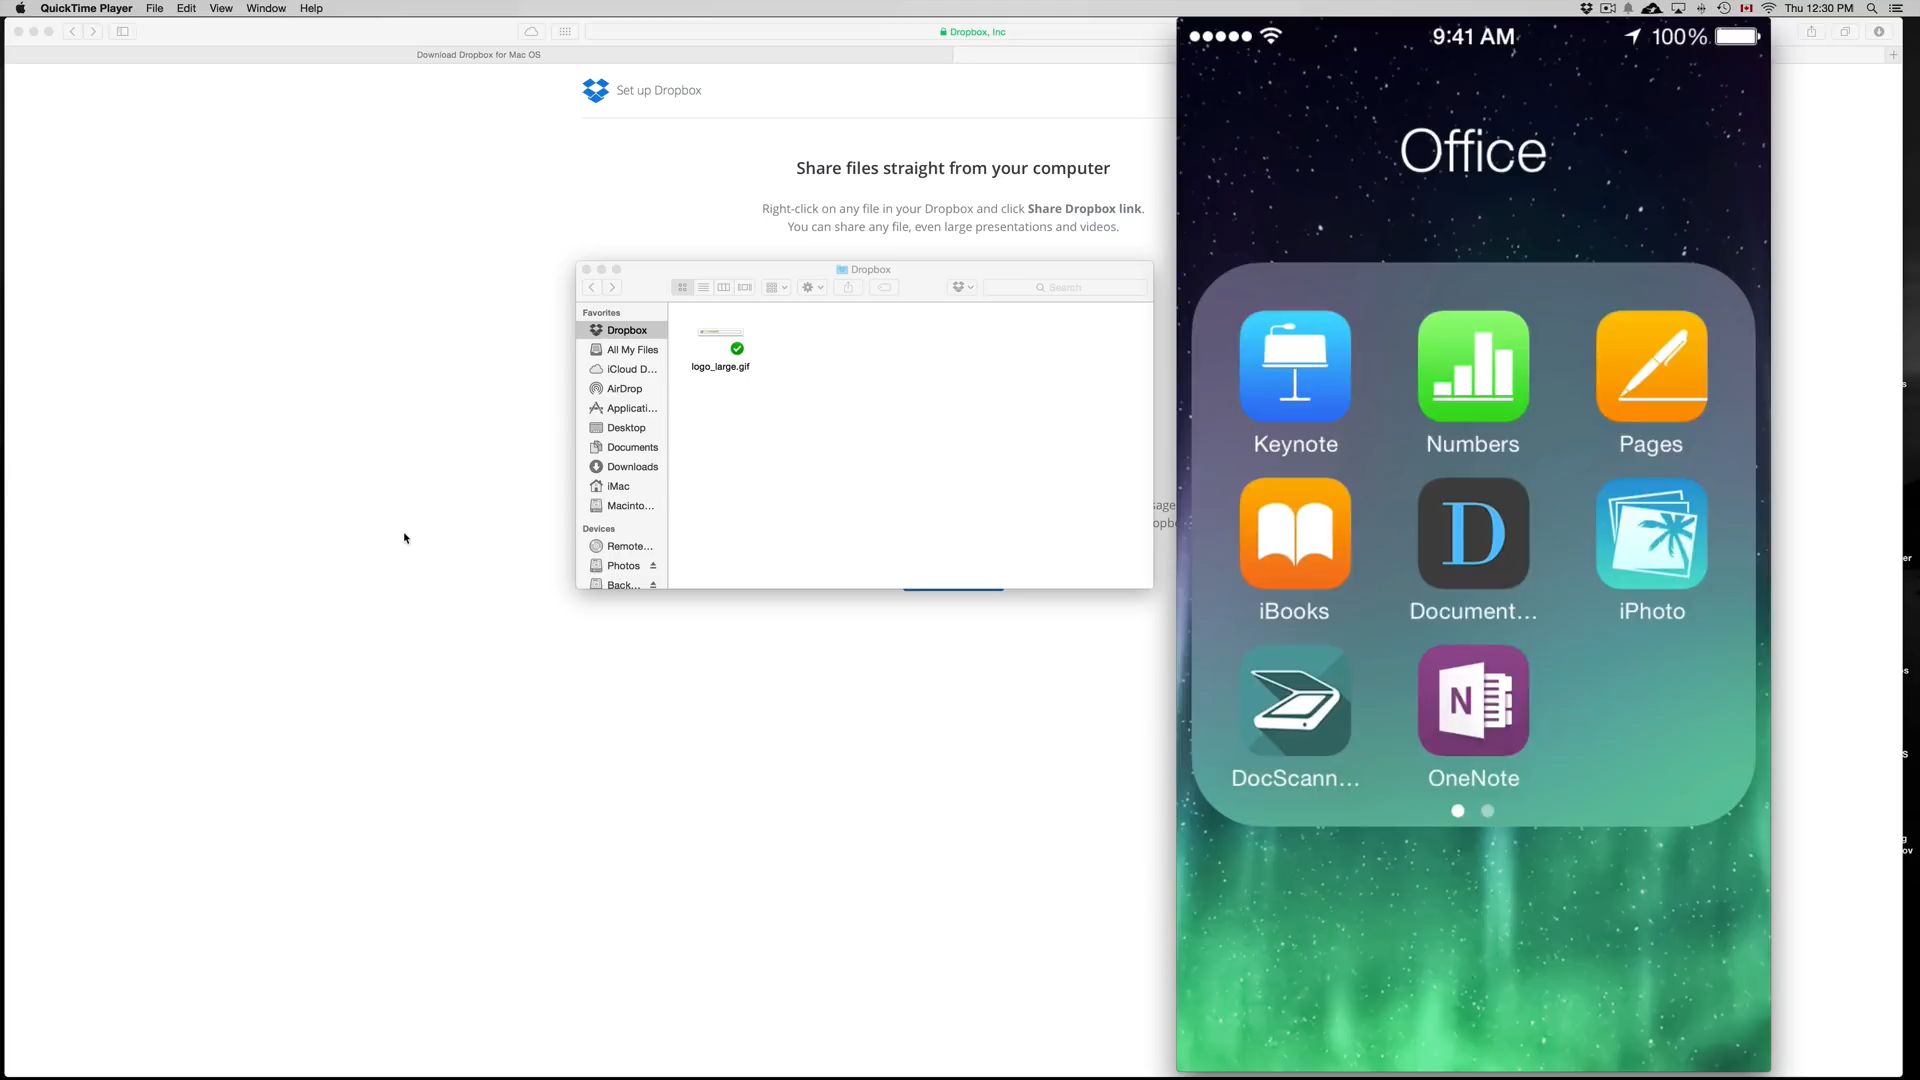 QuickTime Player File Edit View Window Help
Thu 12:30 PM
Dropbox, Inc
Download Dropbox for Mac OS
Set up Dropbox
Share files straight from your computer
Right-click on any file in your Dropbox and click Share Dropbox link.
You can share any file, even large presentations and videos.
Dropbox
Search
Favorites
Dropbox
All My Files
iCloud D...
AirDrop
Applicati...
Desktop
Documents
Downloads
iMac
Macinto...
Devices
Remote...
Photos
Back...
logo_large.gif
9:41 AM
100%
Office
Keynote Numbers Pages
D
iBooks Document... iPhoto
N
DocScann... OneNote